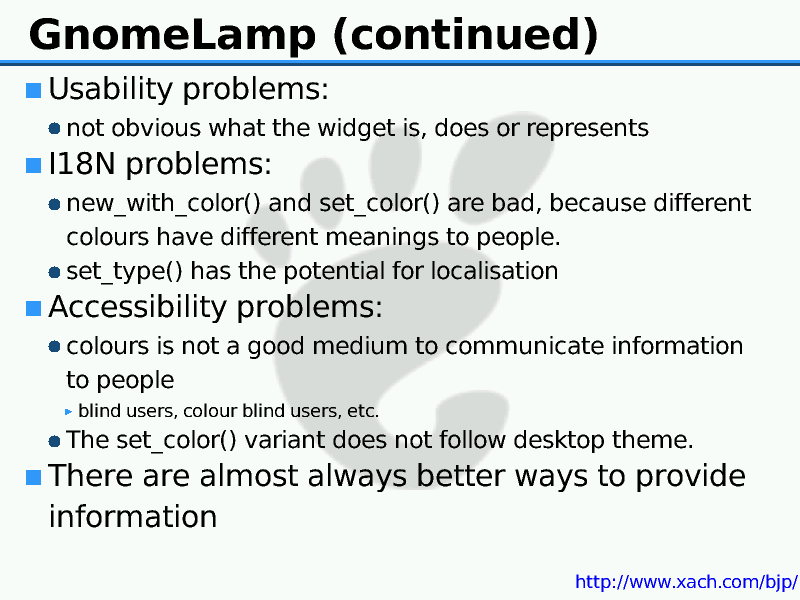 GnomeLamp (continued)
Usability problems:
not obvious what the widget is, does or represents
I18N problems:
new_with_color() and set_color() are bad, because different
colours have different meanings to people.
set_type() has the potential for localisation
Accessibility problems:
colours is not a good medium to communicate information
to people
blind users, colour blind users, etc.
The set_color() variant does not follow desktop theme.
There are almost always better ways to provide
information
http://www.xach.com/bjp/